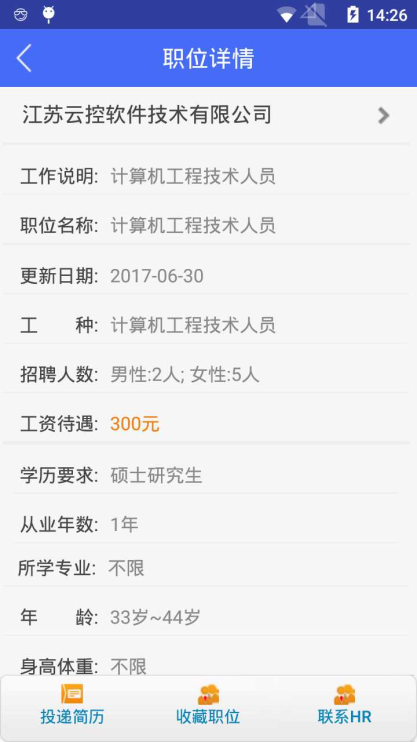 14:26
职位详情
江苏云控软件技术有限公司
工作说明: 计算机工程技术人员
职位名称: 计算机工程技术人员
更新日期: 2017-06-30
工 种: 计算机工程技术人员
招聘人数: 男性:2人; 女性:5人
工资待遇: 300元
学历要求: 硕士研究生
从业年数: 1年
所学专业: 不限
年 龄: 33岁~44岁
身高体重: 不限
投递简历 收藏职位 联系HR